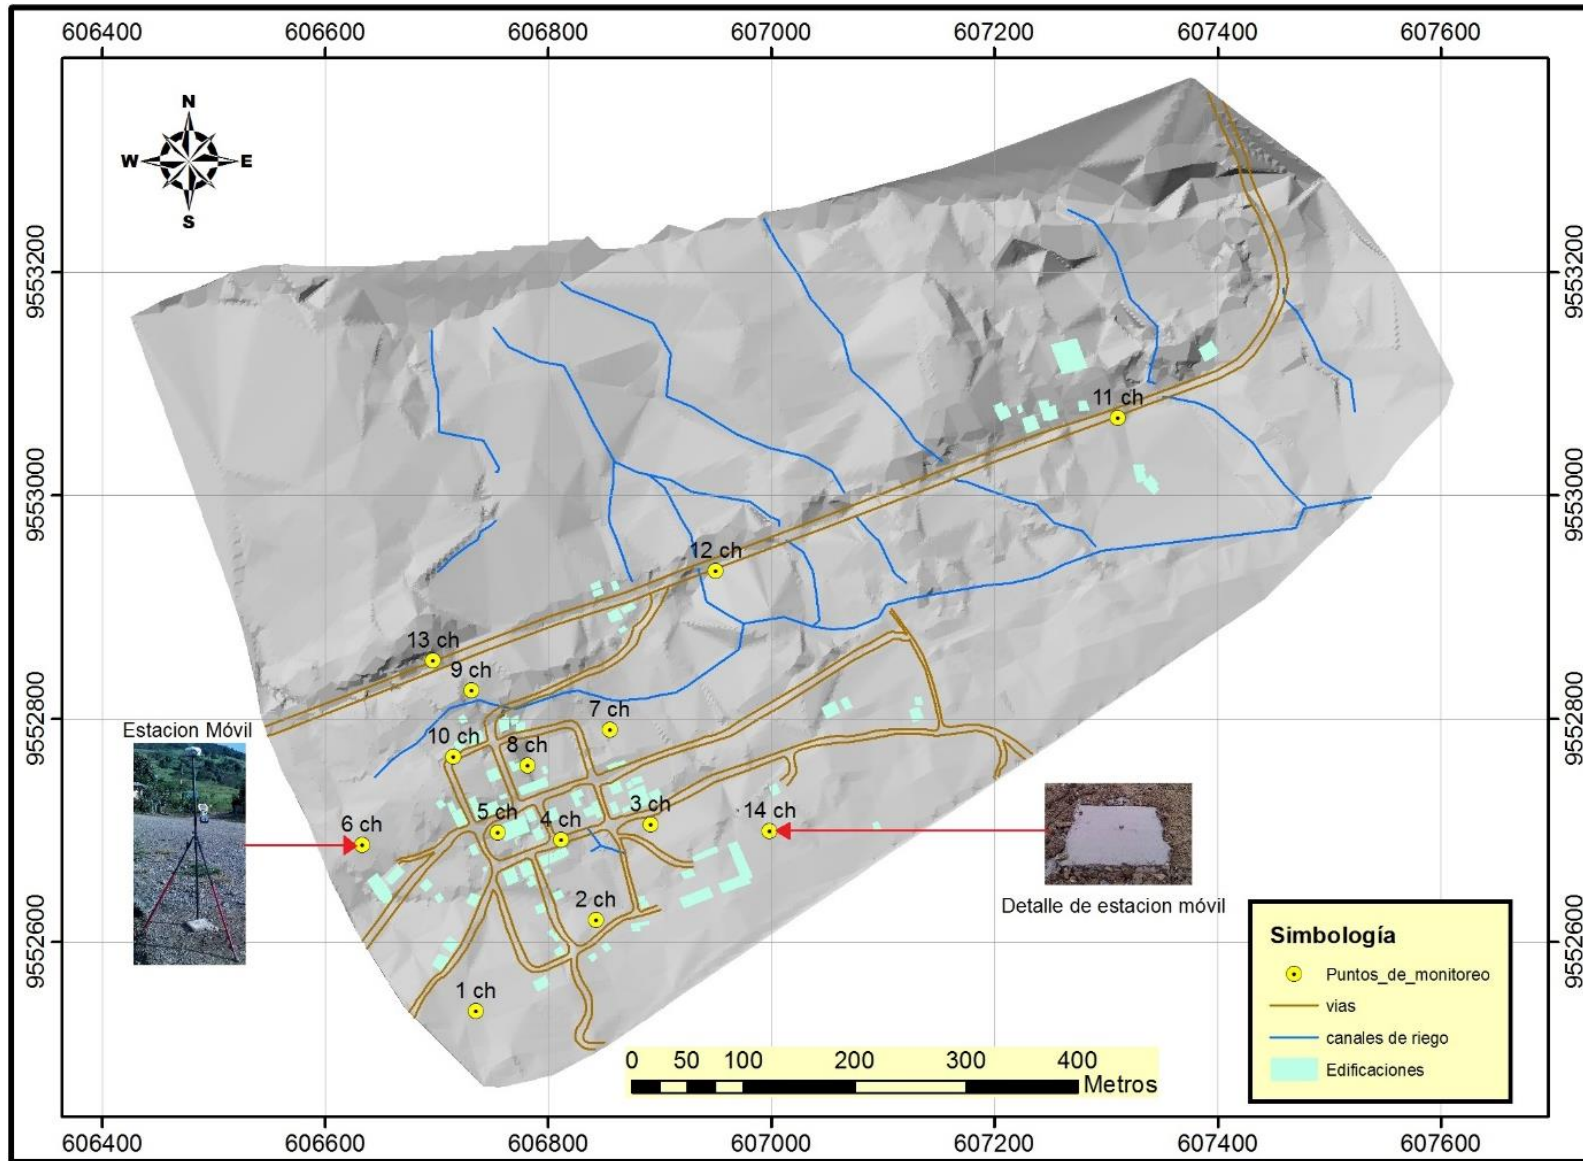 606400 606600 606800 607000 607200 607400 607600
N
W E
S
9553200 9553200
11 ch
9553000 9553000
12 ch
13 ch
9 ch
9552800 9552800
7 ch
Estacion Móvil
10 ch
8 ch
3 ch
14 ch
5 ch
4 ch
6 ch
2 ch
Detalle de estacion móvil
9552600 9552600
Simbología
Puntos_de_monitoreo
vias
canales de riego
Edificaciones
1 ch
0 50 100 200 300 400
Metros
606400 606600 606800 607000 607200 607400 607600